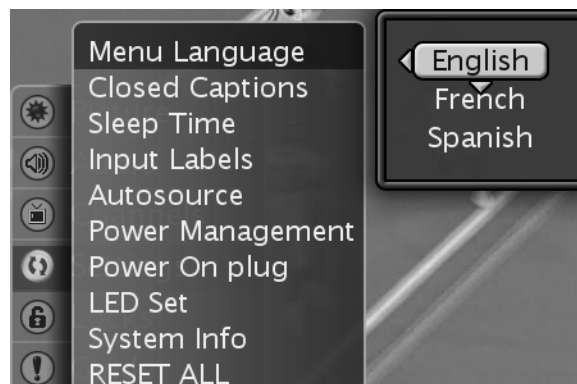 Menu Language
Closed Captions
Sleep Time
Input Labels
Autosource
Power Management
Power On plug
LED Set
System Info
RESET ALL
English
French
Spanish